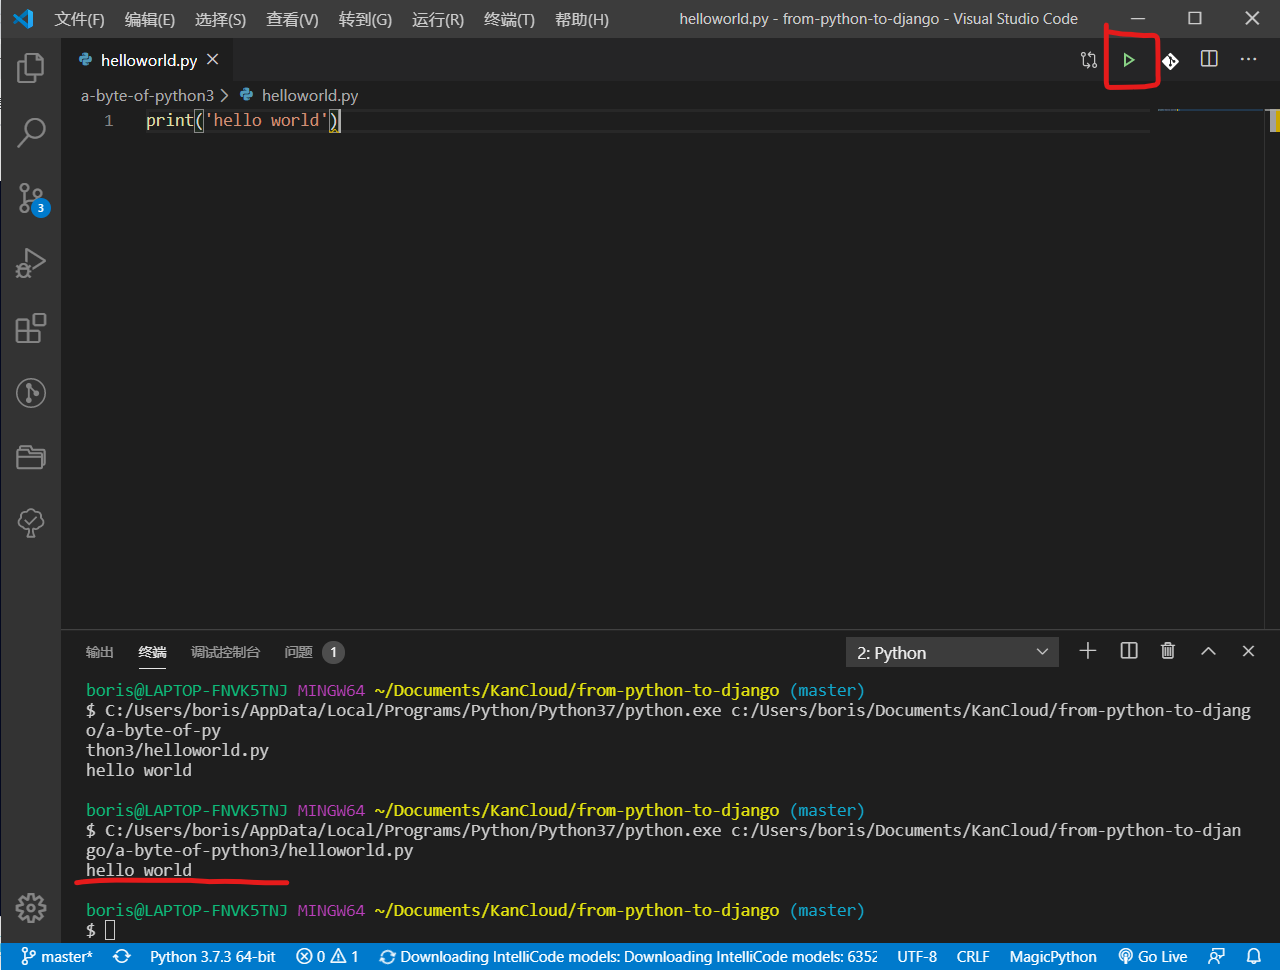 文件(F) 编辑(E) 选择(S) 查看(V) 转到(G) 运行(R) 终端(T) 帮助(H) helloworld.py - from-python-to-django - Visual Studio Code
helloworld.py
a-byte-of-python3 > helloworld.py
1 print('hello world')
3
输出 终端 调试控制台 问题 1 2: Python
boris@LAPTOP-FNVK5TNJ MINGW64 ~/Documents/KanCloud/from-python-to-django (master)
$ C:/Users/boris/AppData/Local/Programs/Python/Python37/python.exe c:/Users/boris/Documents/KanCloud/from-python-to-djang
o/a-byte-of-py
thon3/helloworld.py
hello world
boris@LAPTOP-FNVK5TNJ MINGW64 ~/Documents/KanCloud/from-python-to-django (master)
$ C:/Users/boris/AppData/Local/Programs/Python/Python37/python.exe c:/Users/boris/Documents/KanCloud/from-python-to-djan
go/a-byte-of-python3/helloworld.py
hello world
boris@LAPTOP-FNVK5TNJ MINGW64 ~/Documents/KanCloud/from-python-to-django (master)
$
master* Python 3.7.3 64-bit 0 1 Downloading IntelliCode models: Downloading IntelliCode models: 6352 UTF-8 CRLF MagicPython Go Live